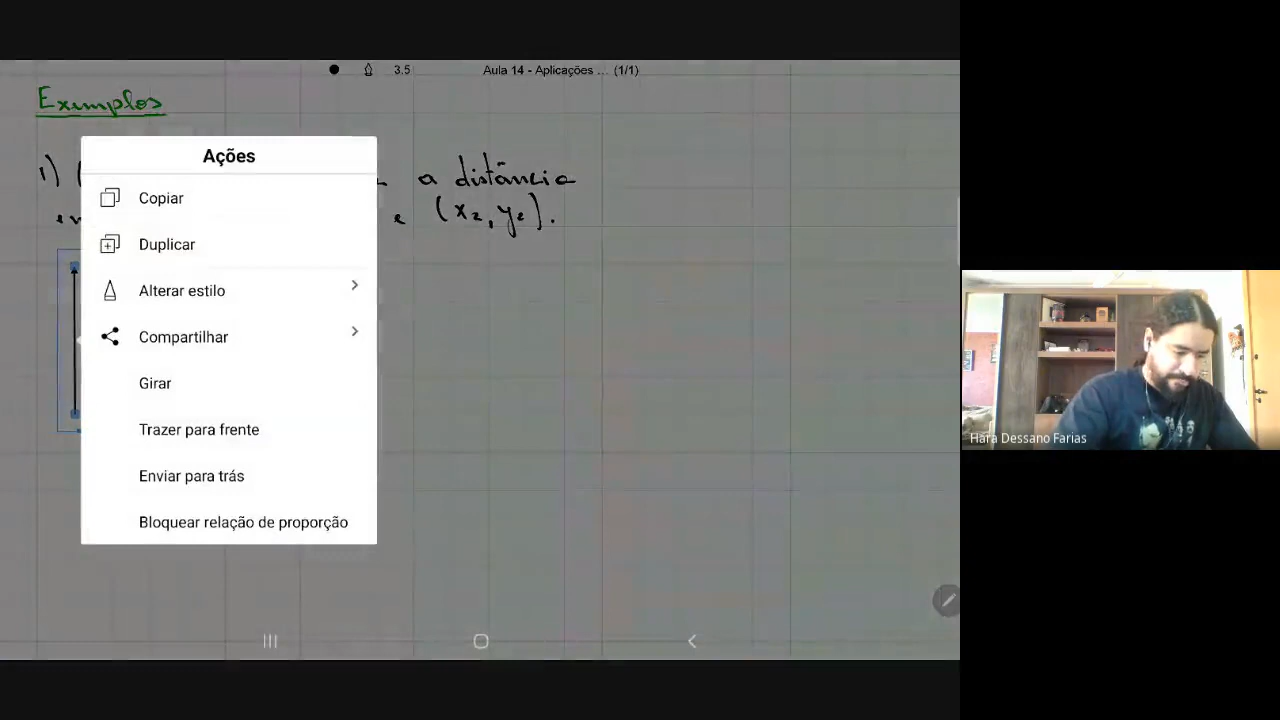 3.5 Aula 14 - Aplicações ... (1/1)
Exemplos
1) ( a distância
e (x₂, y₂).
Ações
Copiar
Duplicar
Alterar estilo
Compartilhar
Girar
Trazer para frente
Enviar para trás
Bloquear relação de proporção
Hara Dessano Farias